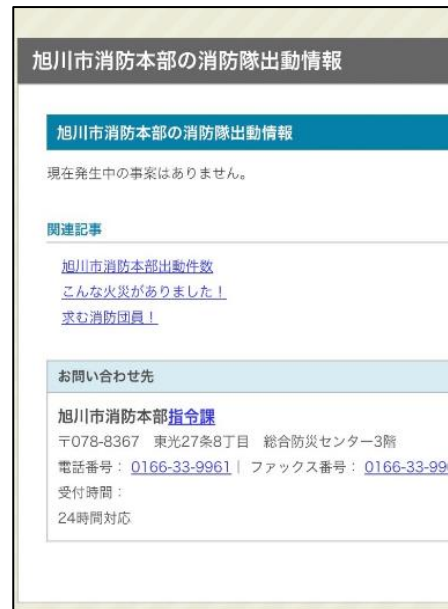 旭川市消防本部の消防隊出動情報
旭川市消防本部の消防隊出動情報
現在発生中の事案はありません。
関連記事
旭川市消防本部出動件数
こんな火災がありました！
求む消防団員！
お問い合わせ先
旭川市消防本部指令課
〒078-8367 東光27条8丁目 総合防災センター3階
電話番号： 0166-33-9961 | ファックス番号： 0166-33-99
受付時間：
24時間対応